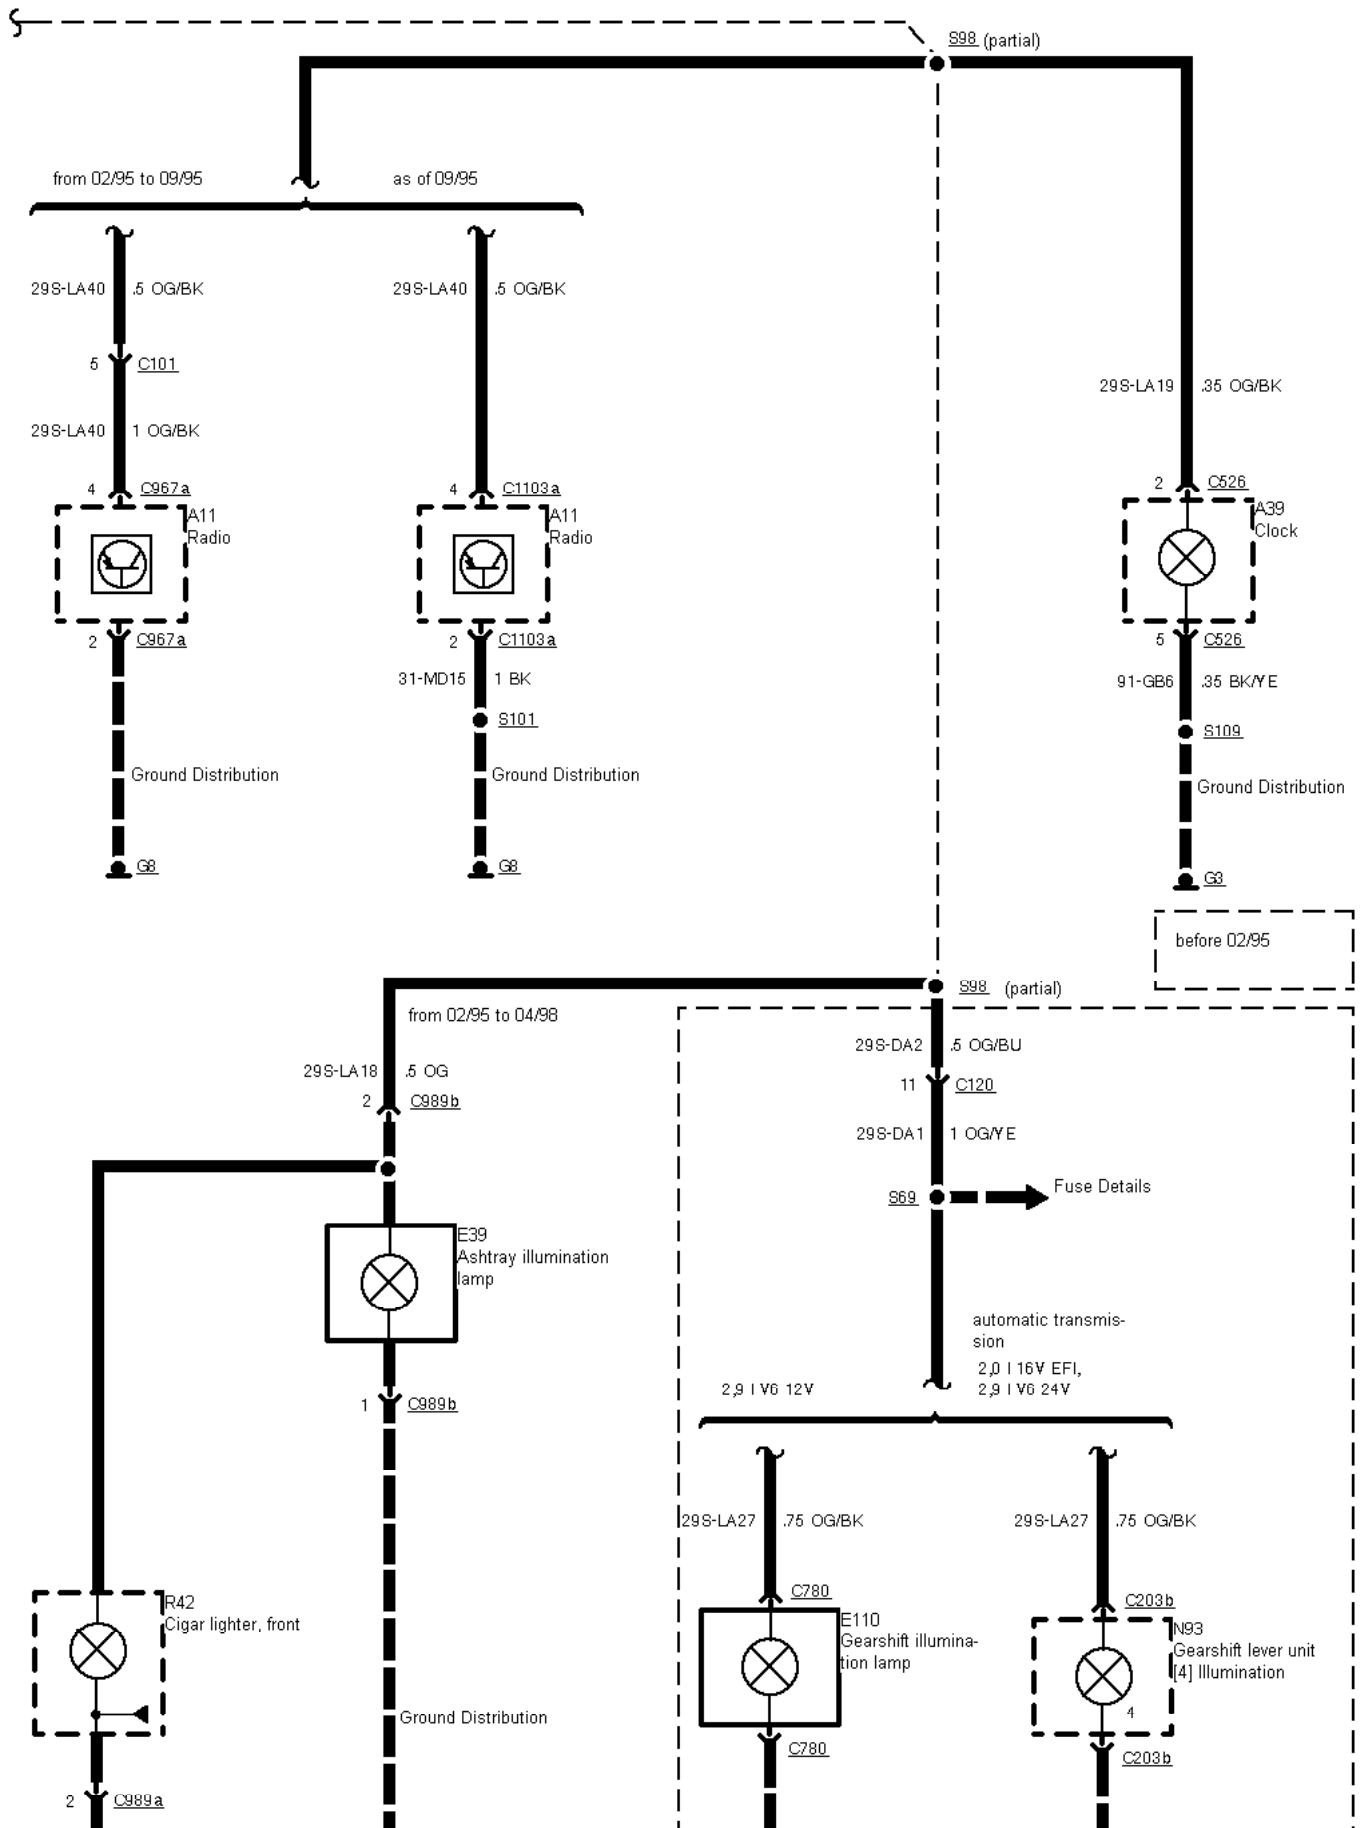 S98 (partial)
from 02/95 to 09/95
as of 09/95
29S-LA40 .5 OG/BK
29S-LA40 .5 OG/BK
5 C101
29S-LA19 .35 OG/BK
29S-LA40 1 OG/BK
4 C967a
4 C1103a
2 C526
A11
Radio
A11
Radio
A39
Clock
2 C967a
2 C1103a
5 C526
31-MD15 1 BK
91-GB6 .35 BK/YE
S101
S109
Ground Distribution
Ground Distribution
Ground Distribution
G8
G8
G3
before 02/95
S98 (partial)
from 02/95 to 04/98
29S-DA2 .5 OG/BU
29S-LA18 .5 OG
11 C120
2 C989b
29S-DA1 1 OG/YE
S69
Fuse Details
E39
Ashtray illumination
lamp
automatic transmis-
sion
2,0 l 16V EFI,
2,9 l V6 24V
2,9 l V6 12V
1 C989b
29S-LA27 .75 OG/BK
29S-LA27 .75 OG/BK
C780
C203b
R42
Cigar lighter, front
E110
Gearshift illumina-
tion lamp
N93
Gearshift lever unit
[4] Illumination
4
Ground Distribution
C780
C203b
2 C989a